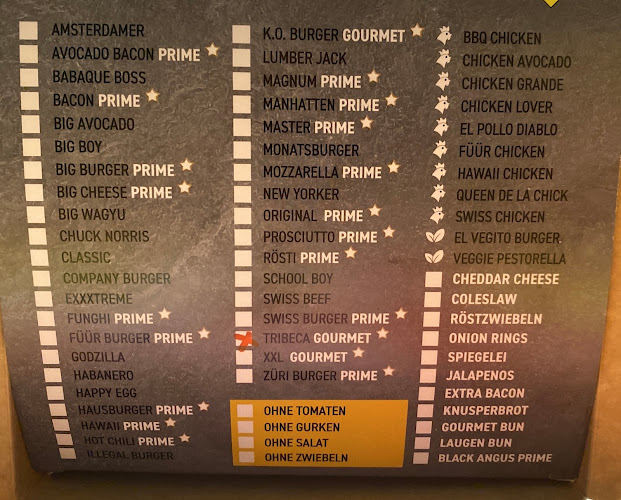 AMSTERDAMER
AVOCADO BACON PRIME
BABAQUE BOSS
BACON PRIME
BIG AVOCADO
BIG BOY
BIG BURGER PRIME
BIG CHEESE PRIME
BIG WAGYU
CHUCK NORRIS
CLASSIC
COMPANY BURGER
EXXXTREME
FUNGHI PRIME
FÜÜR BURGER PRIME
GODZILLA
HABANERO
HAPPY EGG
HAUSBURGER PRIME
HAWAII PRIME
HOT CHILI PRIME
ILLEGAL BURGER
K.O. BURGER GOURMET
LUMBER JACK
MAGNUM PRIME
MANHATTEN PRIME
MASTER PRIME
MONATSBURGER
MOZZARELLA PRIME
NEW YORKER
ORIGINAL PRIME
PROSCIUTTO PRIME
RÖSTI PRIME
SCHOOL BOY
SWISS BEEF
SWISS BURGER PRIME
TRIBECA GOURMET
XXL GOURMET
ZÜRI BURGER PRIME
OHNE TOMATEN
OHNE GURKEN
OHNE SALAT
OHNE ZWIEBELN
BBQ CHICKEN
CHICKEN AVOCADO
CHICKEN GRANDE
CHICKEN LOVER
EL POLLO DIABLO
FÜÜR CHICKEN
HAWAII CHICKEN
QUEEN DE LA CHICK
SWISS CHICKEN
EL VEGITO BURGER
VEGGIE PESTORELLA
CHEDDAR CHEESE
COLESLAW
RÖSTZWIEBELN
ONION RINGS
SPIEGELEI
JALAPENOS
EXTRA BACON
KNUSPERBROT
GOURMET BUN
LAUGEN BUN
BLACK ANGUS PRIME